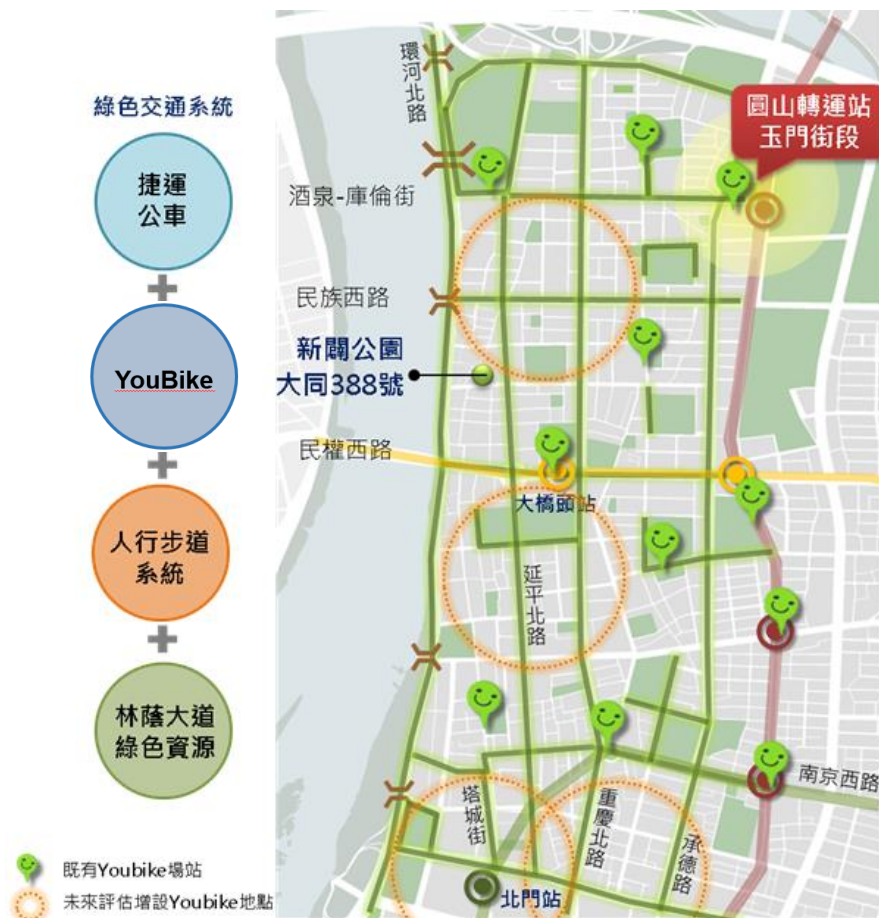 綠色交通系統
捷運
公車
YouBike
人行步道
系統
林蔭大道
綠色資源
既有Youbike場站
未來評估增設Youbike地點
環河北路
圓山轉運站
玉門街段
酒泉-庫倫街
民族西路
新闢公園
大同388號
民權西路
大橋頭站
延平北路
南京西路
塔城街
重慶北路
承德路
北門站